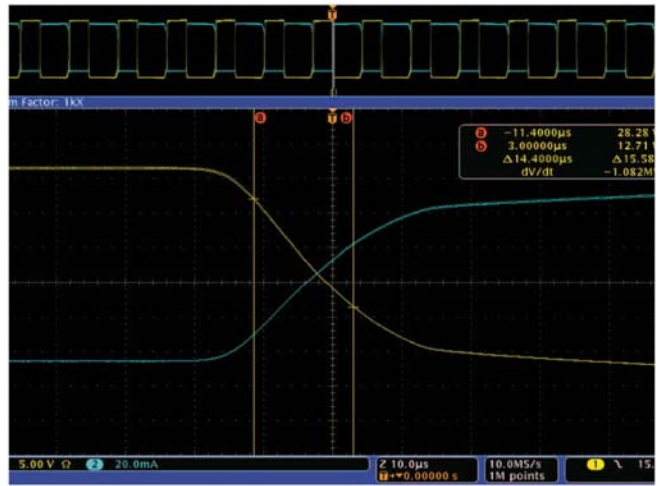 T
m Factor: 1kX
a T b
a -11.4000µs 28.28
b 3.00000µs 12.71
Δ14.4000µs Δ15.58
dV/dt -1.082M
5.00 V Ω 2 20.0mA
Z 10.0µs
T→▼0.00000 s
10.0MS/s
1M points
1 15.